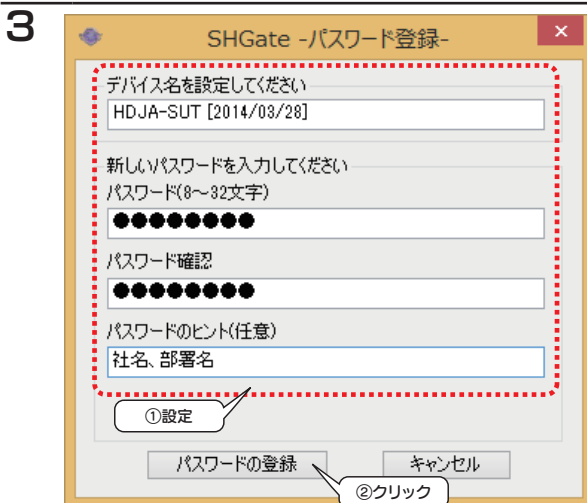 3
SHGate -パスワード登録-
×
デバイス名を設定してください
HDJA-SUT [2014/03/28]
新しいパスワードを入力してください
パスワード(8～32文字)
●●●●●●●●
パスワード確認
●●●●●●●●
パスワードのヒント(任意)
社名、部署名
①設定
パスワードの登録
キャンセル
②クリック